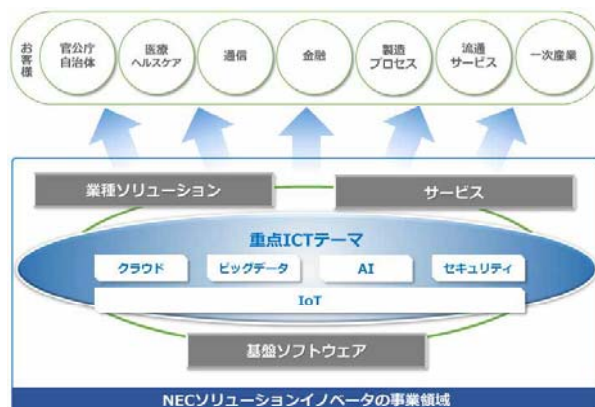 お客様
官公庁
自治体
医療
ヘルスケア
通信
金融
製造
プロセス
流通
サービス
一次産業
業種ソリューション
サービス
重点ICTテーマ
クラウド
ビッグデータ
AI
セキュリティ
IoT
基盤ソフトウェア
NECソリューションイノベータの事業領域